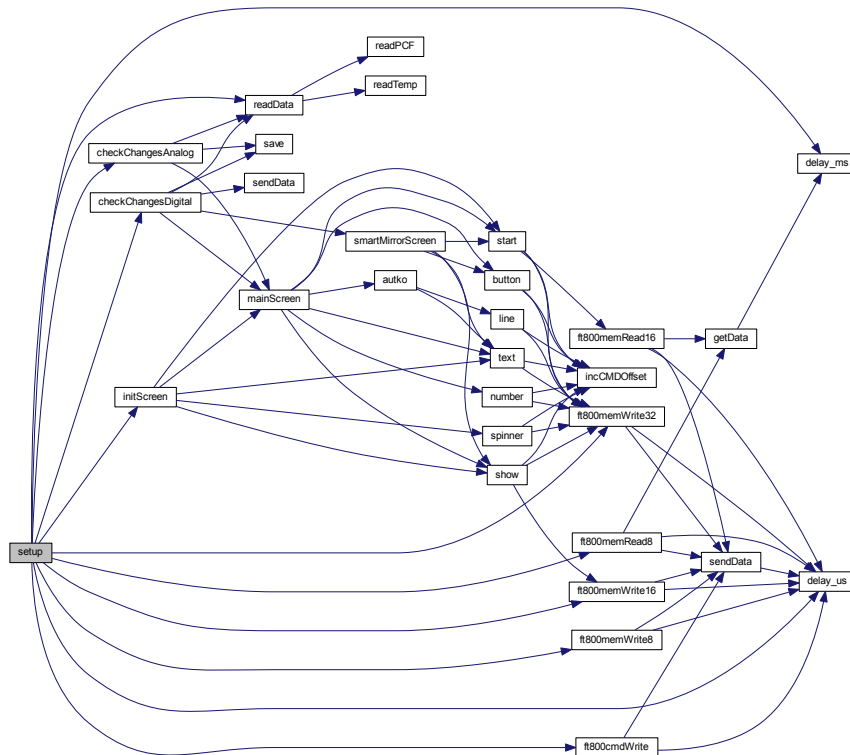 readPCF
readTemp
readData
save
checkChangesAnalog
delay_ms
sendData
checkChangesDigital
smartMirrorScreen
start
autko
button
mainScreen
line
ft800memRead16
getData
text
incCMDOffset
initScreen
number
ft800memWrite32
spinner
show
setup
ft800memRead8
sendData
delay_us
ft800memWrite16
ft800memWrite8
ft800cmdWrite